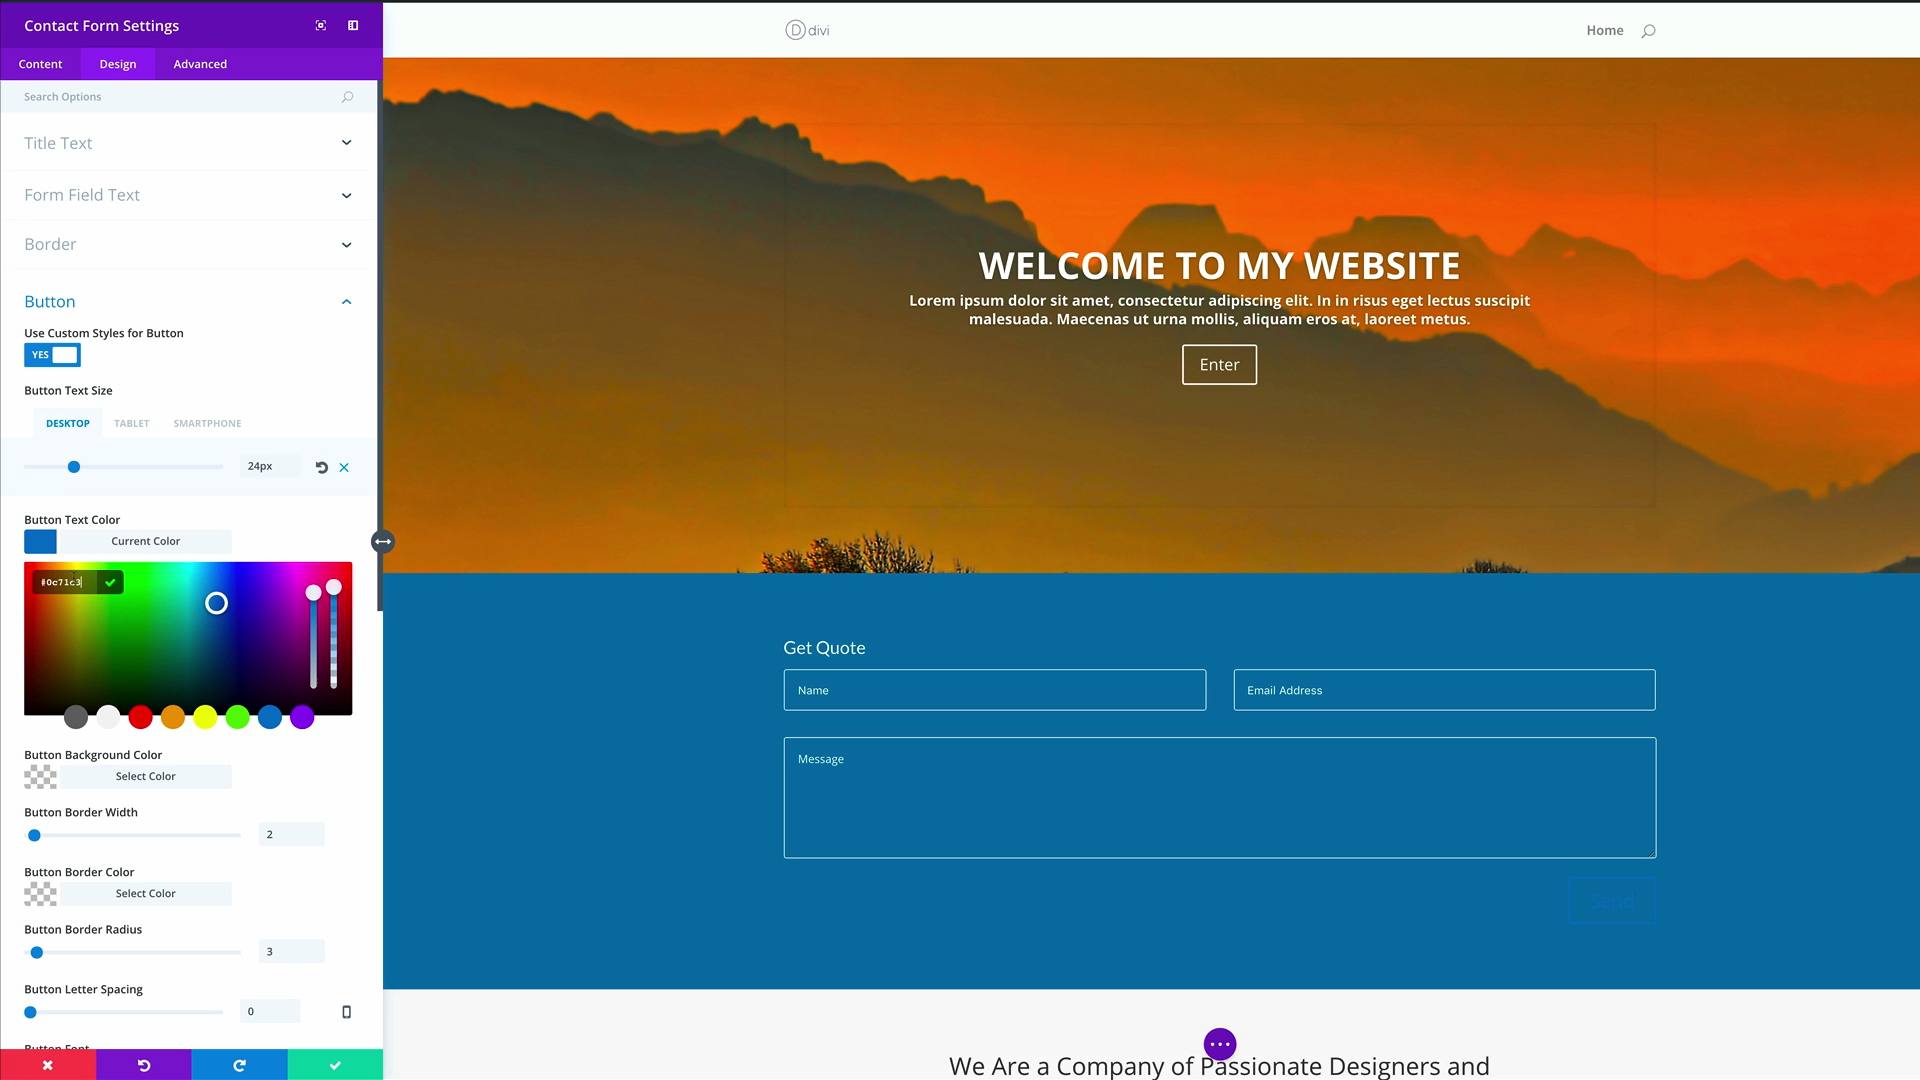 Contact Form Settings
Content
Design
Advanced
Search Options
Title Text
Form Field Text
Border
Button
Use Custom Styles for Button
YES
Button Text Size
DESKTOP
TABLET
SMARTPHONE
24px
Button Text Color
Current Color
#0c71c3
Button Background Color
Select Color
Button Border Width
2
Button Border Color
Select Color
Button Border Radius
3
Button Letter Spacing
0
Button Font
D divi
Home
WELCOME TO MY WEBSITE
Lorem ipsum dolor sit amet, consectetur adipiscing elit. In in risus eget lectus suscipit
malesuada. Maecenas ut urna mollis, aliquam eros at, laoreet metus.
Enter
Get Quote
Name
Email Address
Message
Send
We Are a Company of Passionate Designers and